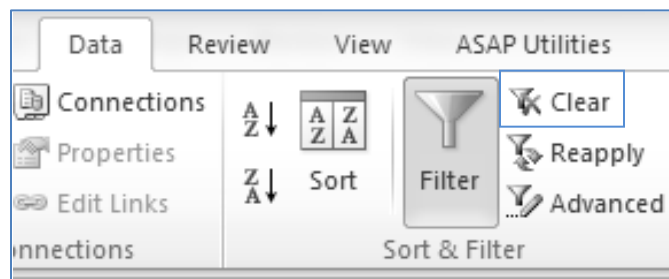 Data Review View ASAP Utilities
Connections
Properties
Edit Links
nnections
A
Z
Z
A
A Z
Z A
Sort
Filter
Clear
Reapply
Advanced
Sort & Filter